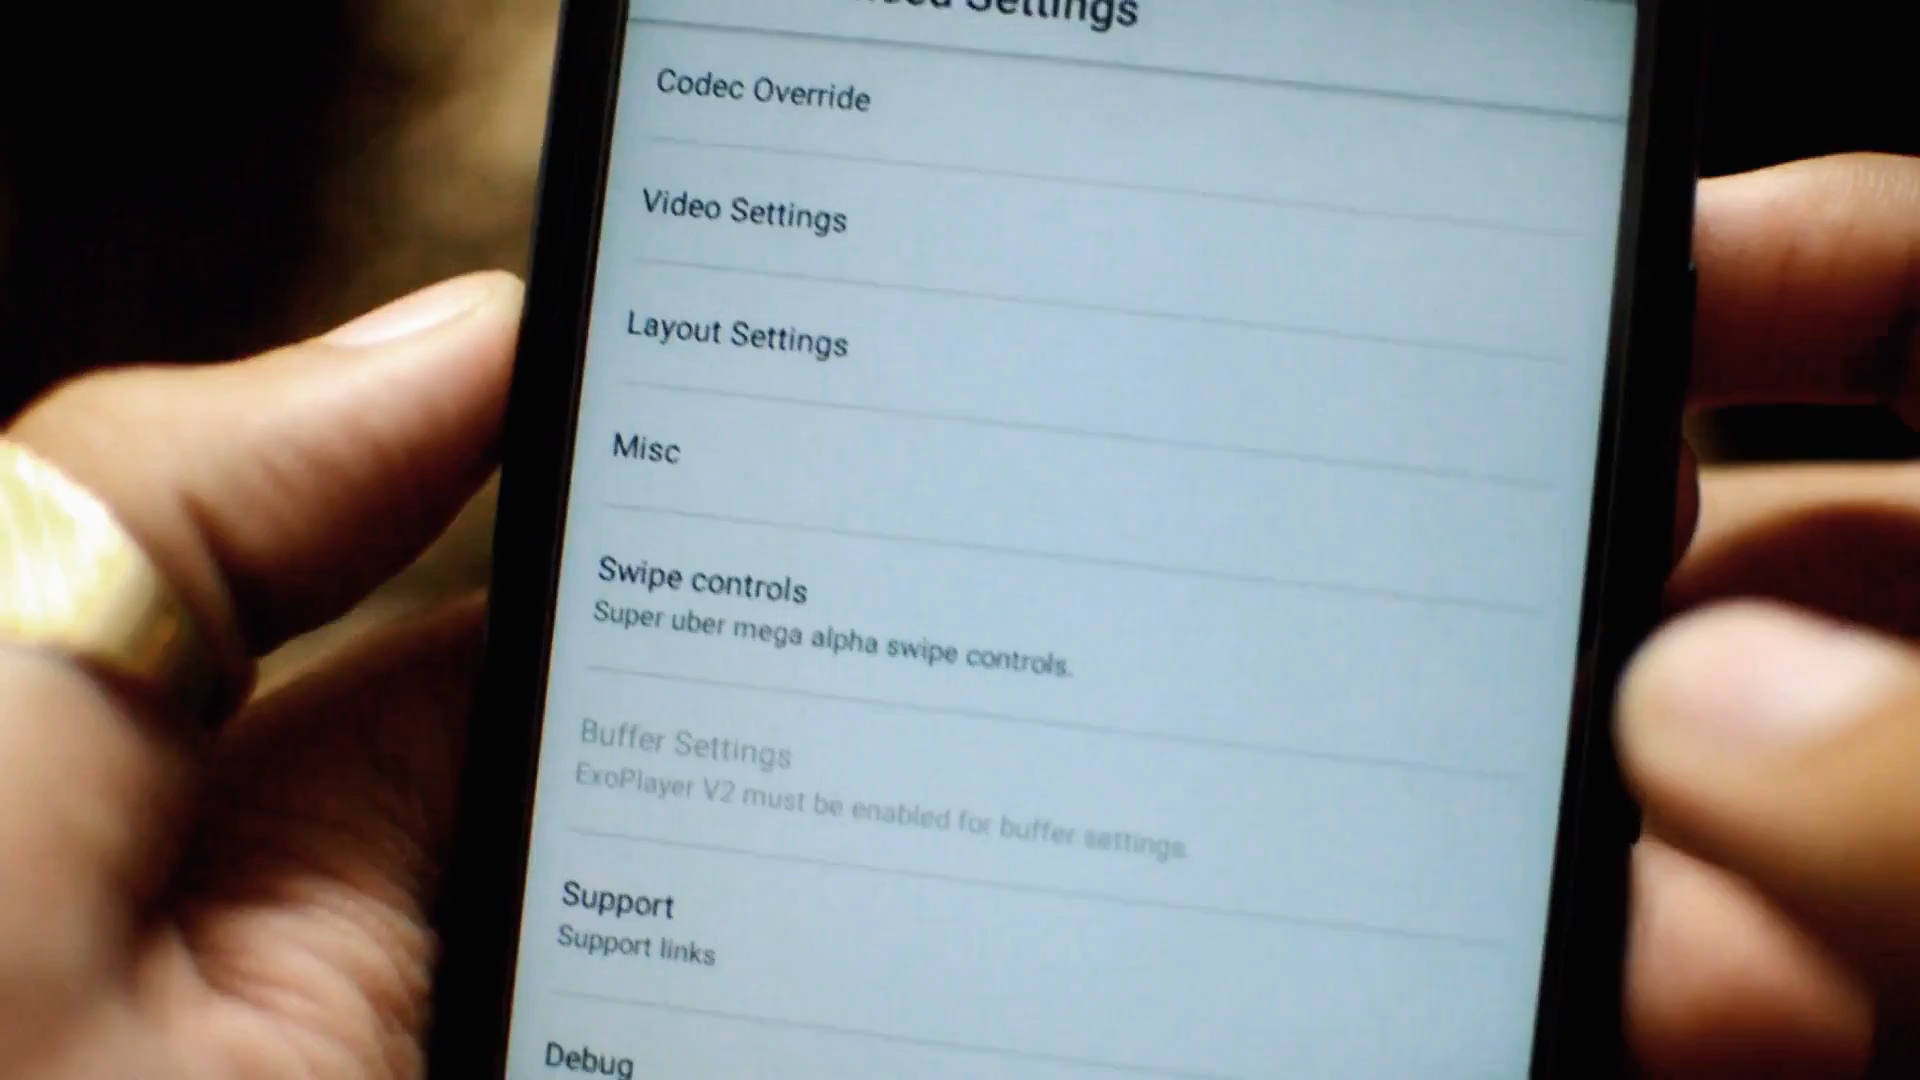 Settings
Codec Override
Video Settings
Layout Settings
Misc
Swipe controls
Super uber mega alpha swipe controls.
Buffer Settings
ExoPlayer V2 must be enabled for buffer settings.
Support
Support links
Debug